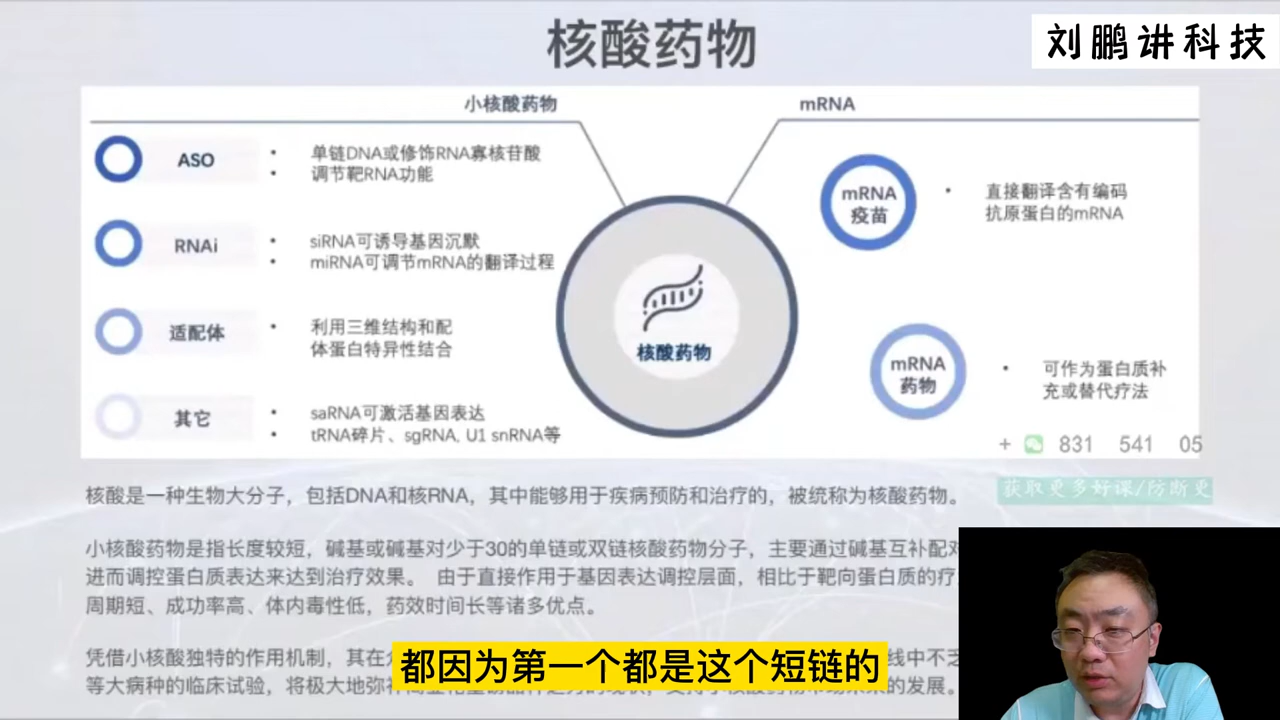 核酸药物
刘鹏讲科技
小核酸药物
mRNA
ASO
单链DNA或修饰RNA寡核苷酸
调节靶RNA功能
RNAi
siRNA可诱导基因沉默
miRNA可调节mRNA的翻译过程
适配体
利用三维结构和配
体蛋白特异性结合
其它
saRNA可激活基因表达
tRNA碎片、sgRNA, U1 snRNA等
核酸药物
mRNA
疫苗
直接翻译含有编码
抗原蛋白的mRNA
mRNA
药物
可作为蛋白质补
充或替代疗法
+ 831 541 05
获取更多好课/防断更
核酸是一种生物大分子，包括DNA和核RNA，其中能够用于疾病预防和治疗的，被统称为核酸药物。
小核酸药物是指长度较短，碱基或碱基对少于30的单链或双链核酸药物分子，主要通过碱基互补配对
进而调控蛋白质表达来达到治疗效果。 由于直接作用于基因表达调控层面，相比于靶向蛋白质的疗
周期短、成功率高、体内毒性低，药效时间长等诸多优点。
凭借小核酸独特的作用机制，其在 线中不乏
等大病种的临床试验，将极大地弥 的发展。
都因为第一个都是这个短链的